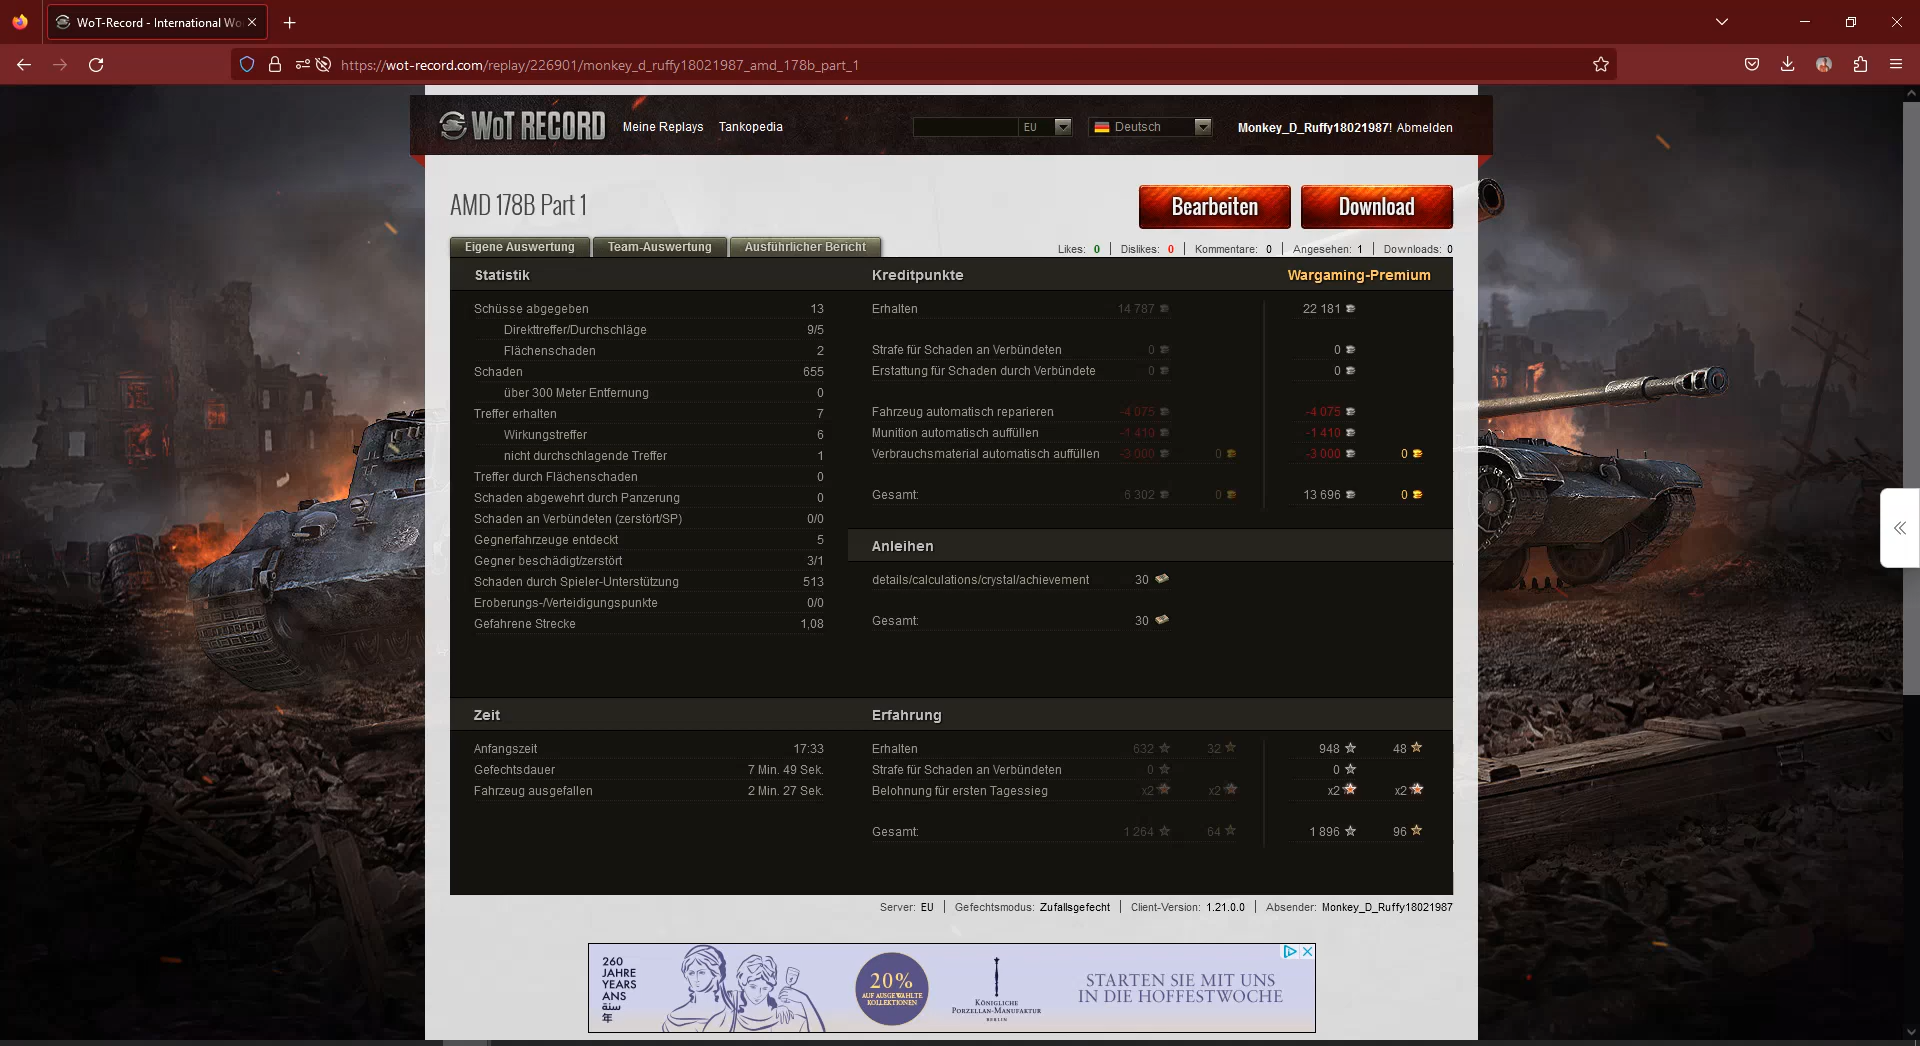 WoT-Record - International Wo
https://wot-record.com/replay/226901/monkey_d_ruffy18021987_amd_178b_part_1
WOT RECORD
Meine Replays Tankopedia
EU
Deutsch
Monkey_D_Ruffy18021987! Abmelden
AMD 178B Part 1
Bearbeiten
Download
Eigene Auswertung
Team-Auswertung
Ausführlicher Bericht
Likes: 0 | Dislikes: 0 | Kommentare: 0 | Angesehen: 1 | Downloads: 0
Statistik
Schüsse abgegeben 13
Direkttreffer/Durchschläge 9/5
Flächenschaden 2
Schaden 655
über 300 Meter Entfernung 0
Treffer erhalten 7
Wirkungstreffer 6
nicht durchschlagende Treffer 1
Treffer durch Flächenschaden 0
Schaden abgewehrt durch Panzerung 0
Schaden an Verbündeten (zerstört/SP) 0/0
Gegnerfahrzeuge entdeckt 5
Gegner beschädigt/zerstört 3/1
Schaden durch Spieler-Unterstützung 513
Eroberungs-/Verteidigungspunkte 0/0
Gefahrene Strecke 1,08
Kreditpunkte Wargaming-Premium
Erhalten 14 787 22 181
Strafe für Schaden an Verbündeten 0 0
Erstattung für Schaden durch Verbündete 0 0
Fahrzeug automatisch reparieren -4 075 -4 075
Munition automatisch auffüllen -1 410 -1 410
Verbrauchsmaterial automatisch auffüllen -3 000 0 -3 000 0
Gesamt: 6 302 0 13 696 0
Anleihen
details/calculations/crystal/achievement 30
Gesamt: 30
Zeit
Anfangszeit 17:33
Gefechtsdauer 7 Min. 49 Sek.
Fahrzeug ausgefallen 2 Min. 27 Sek.
Erfahrung
Erhalten 632 32 948 48
Strafe für Schaden an Verbündeten 0 0
Belohnung für ersten Tagessieg x2 x2 x2 x2
Gesamt: 1 264 64 1 896 96
Server: EU | Gefechtsmodus: Zufallsgefecht | Client-Version: 1.21.0.0 | Absender: Monkey_D_Ruffy18021987
260
JAHRE
YEARS
ANS
سنة
年
20%
AUF AUSGEWÄHLTE
KOLLEKTIONEN
KÖNIGLICHE
PORZELLAN-MANUFAKTUR
BERLIN
STARTEN SIE MIT UNS
IN DIE HOFFESTWOCHE